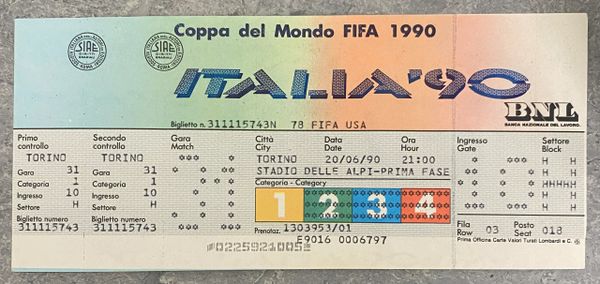 Coppa del Mondo FIFA 1990
SIAE
SIAE
ITALIA '90
Biglietto n. 311115743N 78 FIFA USA
BNL
BANCA NAZIONALE DEL LAVORO
Primo controllo
TORINO
Gara 31
Categoria 1
Ingresso 10
Settore H
Biglietto numero
311115743
Secondo controllo
TORINO
Gara 31
Categoria 1
Ingresso 10
Settore H
Biglietto numero
311115743
Gara
Match
Città
City
Data
Date
Ora
Hour
TORINO 20/06/90 21:00
STADIO DELLE ALPI-PRIMA FASE
Categoria - Category
1 2 3 4
Prenotaz. 1303953/01
E9016 0006797
#0225921005#
Ingresso
Gate
Settore
Block
H H
H H
HHHHH
H H
H H
Fila
Row 03
Posto
Seat 018
Prima Officina Carte Valori Turati Lombardi e C.